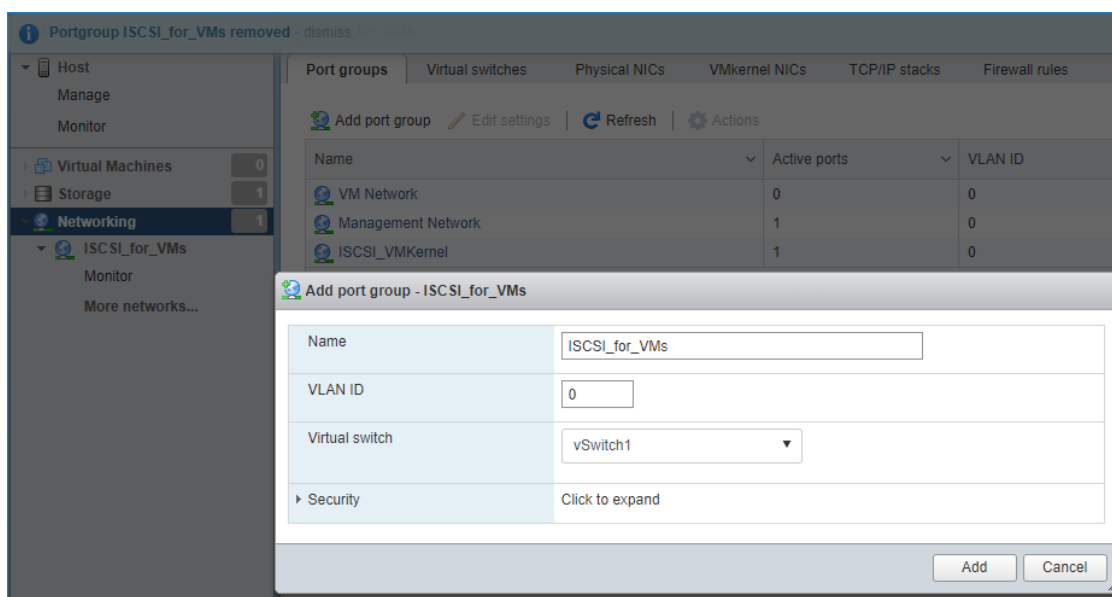 Portgroup ISCSI_for_VMs removed - dismiss
Host
Manage
Monitor
Virtual Machines 0
Storage 1
Networking 1
ISCSI_for_VMs
Monitor
More networks...
Port groups Virtual switches Physical NICs VMkernel NICs TCP/IP stacks Firewall rules
Add port group Edit settings Refresh Actions
Name Active ports VLAN ID
VM Network 0 0
Management Network 1 0
ISCSI_VMKernel 1 0
Add port group - ISCSI_for_VMs
Name ISCSI_for_VMs
VLAN ID 0
Virtual switch vSwitch1
Security Click to expand
Add Cancel